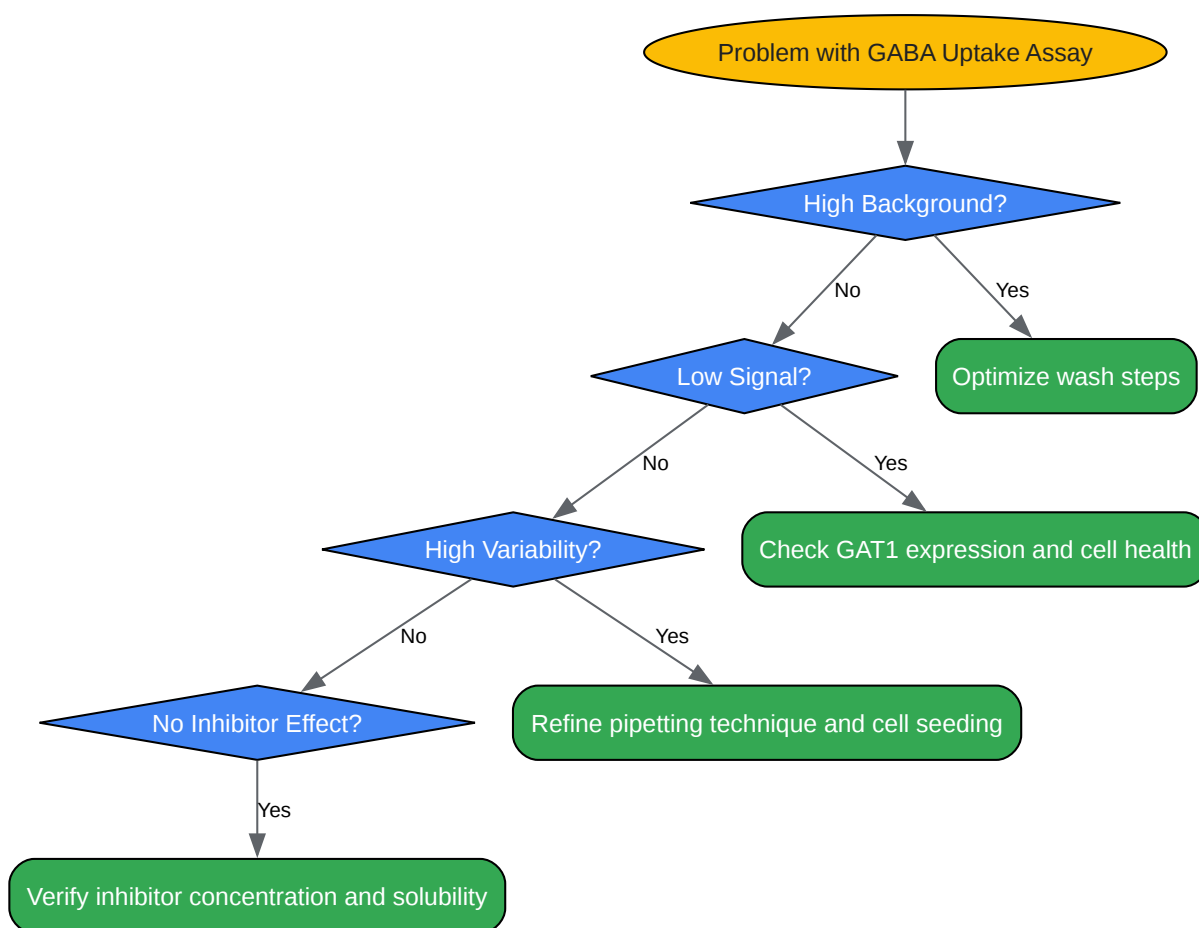 Problem with GABA Uptake Assay
High Background?
No
Yes
Low Signal?
Optimize wash steps
No
Yes
High Variability?
Check GAT1 expression and cell health
No
Yes
No Inhibitor Effect?
Refine pipetting technique and cell seeding
Yes
Verify inhibitor concentration and solubility